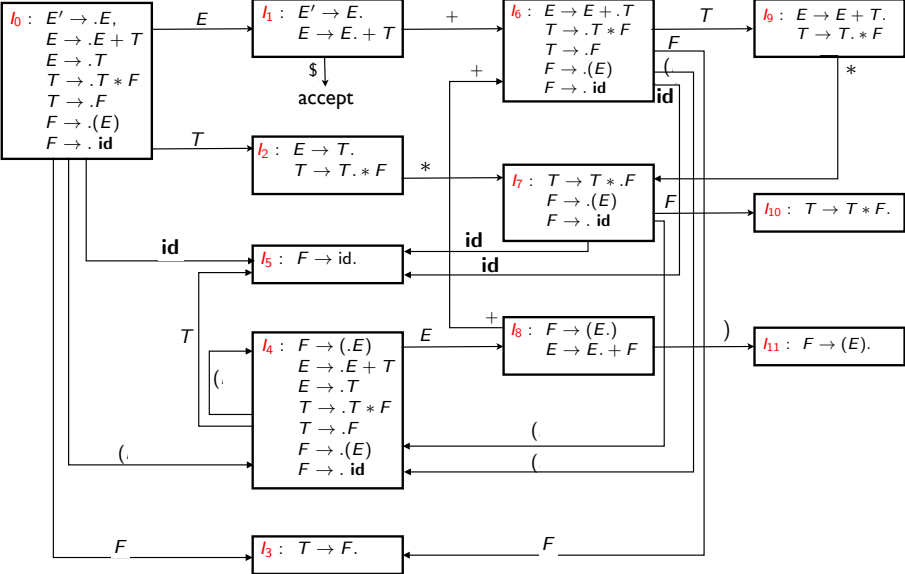 I₀ : E′ → .E,
E → .E + T
E → .T
T → .T ∗ F
T → .F
F → .(E)
F → . id
E
I₁ : E′ → E.
E → E. + T
$
accept
+
I₆ : E → E + .T
T → .T ∗ F
T → .F
F → .(E)
F → . id
T
F
(
id
I₉ : E → E + T.
T → T. ∗ F
∗
+
T
I₂ : E → T.
T → T. ∗ F
∗
I₇ : T → T ∗ .F
F → .(E)
F → . id
F
I₁₀ : T → T ∗ F.
id
I₅ : F → id.
id
id
T
(
I₄ : F → (.E)
E → .E + T
E → .T
T → .T ∗ F
T → .F
F → .(E)
F → . id
E
+
I₈ : F → (E.)
E → E. + F
)
I₁₁ : F → (E).
(
(
(
F
I₃ : T → F.
F